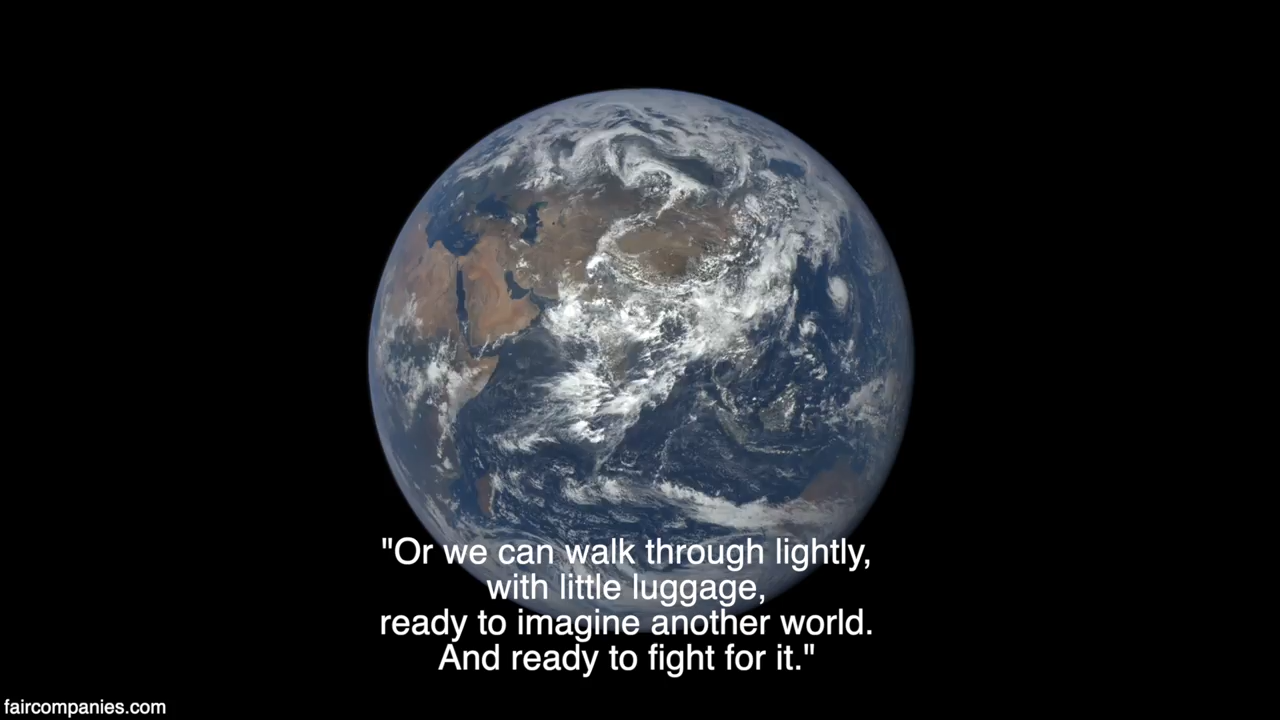 "Or we can walk through lightly,
with little luggage,
ready to imagine another world.
And ready to fight for it."
faircompanies.com